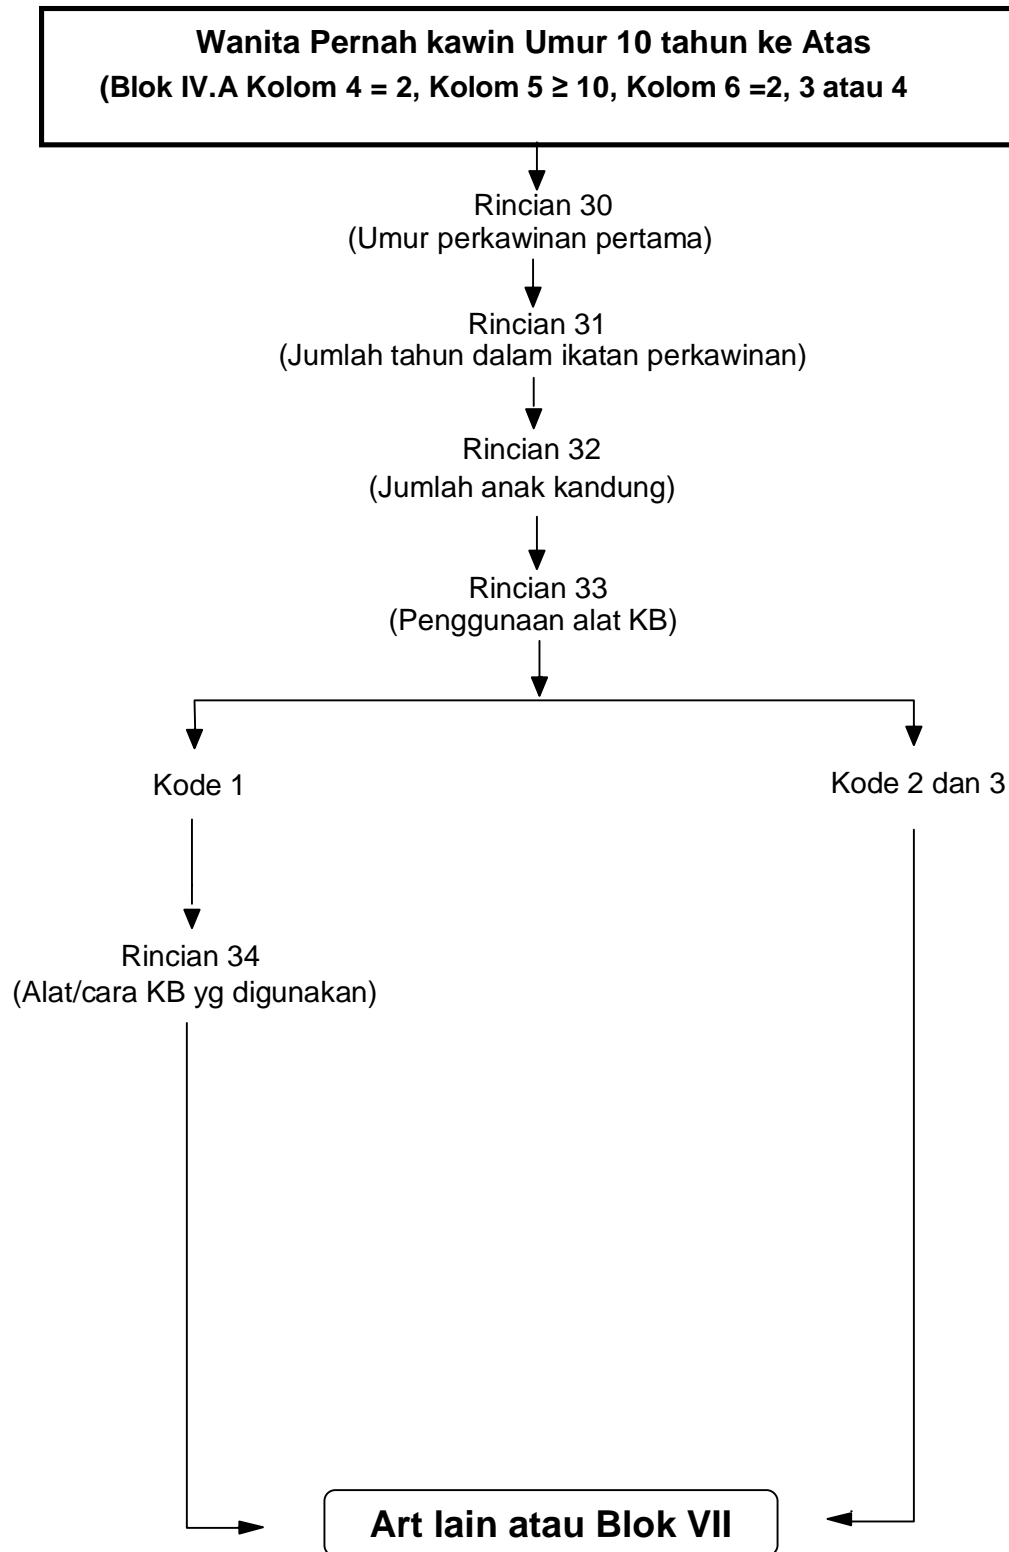 Wanita Pernah kawin Umur 10 tahun ke Atas
(Blok IV.A Kolom 4 = 2, Kolom 5 ≥ 10, Kolom 6 =2, 3 atau 4
Rincian 30
(Umur perkawinan pertama)
Rincian 31
(Jumlah tahun dalam ikatan perkawinan)
Rincian 32
(Jumlah anak kandung)
Rincian 33
(Penggunaan alat KB)
Kode 1
Kode 2 dan 3
Rincian 34
(Alat/cara KB yg digunakan)
Art lain atau Blok VII